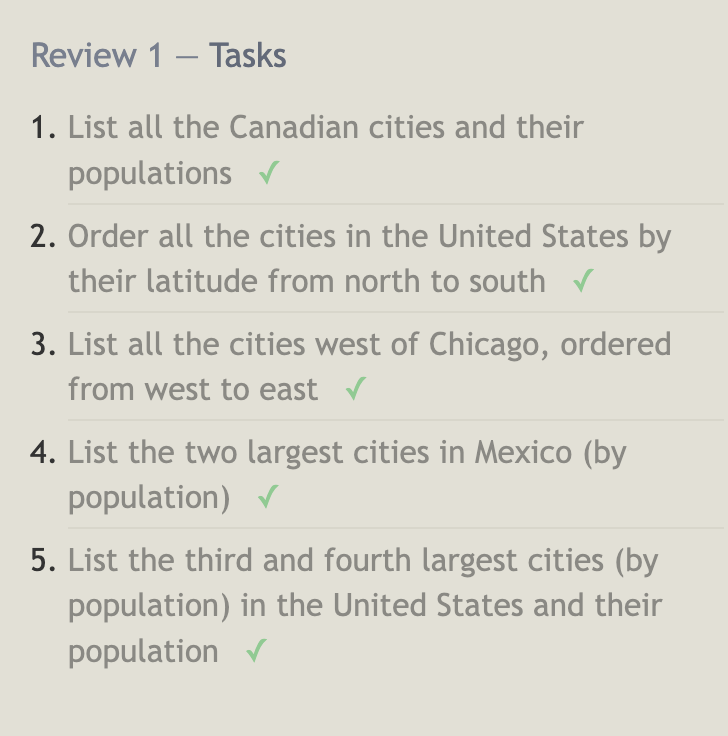 Review 1 — Tasks
1. List all the Canadian cities and their
populations ✓
2. Order all the cities in the United States by
their latitude from north to south ✓
3. List all the cities west of Chicago, ordered
from west to east ✓
4. List the two largest cities in Mexico (by
population) ✓
5. List the third and fourth largest cities (by
population) in the United States and their
population ✓